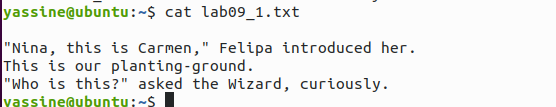 yassine@ubuntu:~$ cat lab09_1.txt
"Nina, this is Carmen," Felipa introduced her.
This is our planting-ground.
"Who is this?" asked the Wizard, curiously.
yassine@ubuntu:~$